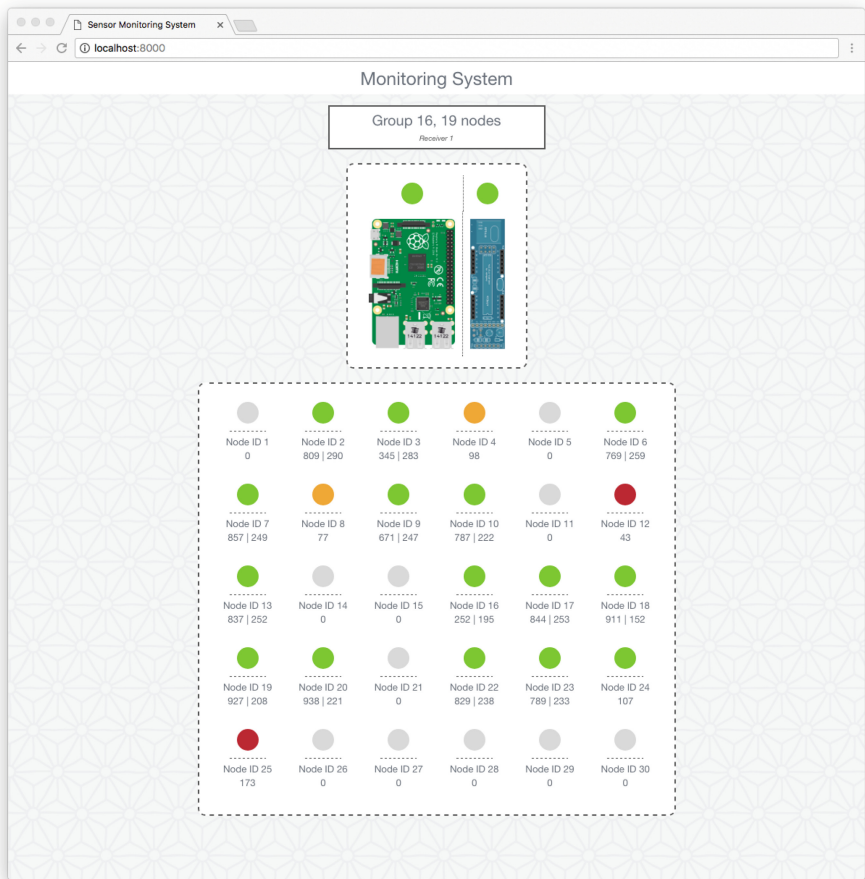 Sensor Monitoring System
localhost:8000
Monitoring System
Group 16, 19 nodes
Receiver 1
Node ID 1 Node ID 2 Node ID 3 Node ID 4 Node ID 5 Node ID 6
0 809 | 290 345 | 283 98 0 769 | 259
Node ID 7 Node ID 8 Node ID 9 Node ID 10 Node ID 11 Node ID 12
857 | 249 77 671 | 247 787 | 222 0 43
Node ID 13 Node ID 14 Node ID 15 Node ID 16 Node ID 17 Node ID 18
837 | 252 0 0 252 | 195 844 | 253 911 | 152
Node ID 19 Node ID 20 Node ID 21 Node ID 22 Node ID 23 Node ID 24
927 | 208 938 | 221 0 829 | 238 789 | 233 107
Node ID 25 Node ID 26 Node ID 27 Node ID 28 Node ID 29 Node ID 30
173 0 0 0 0 0